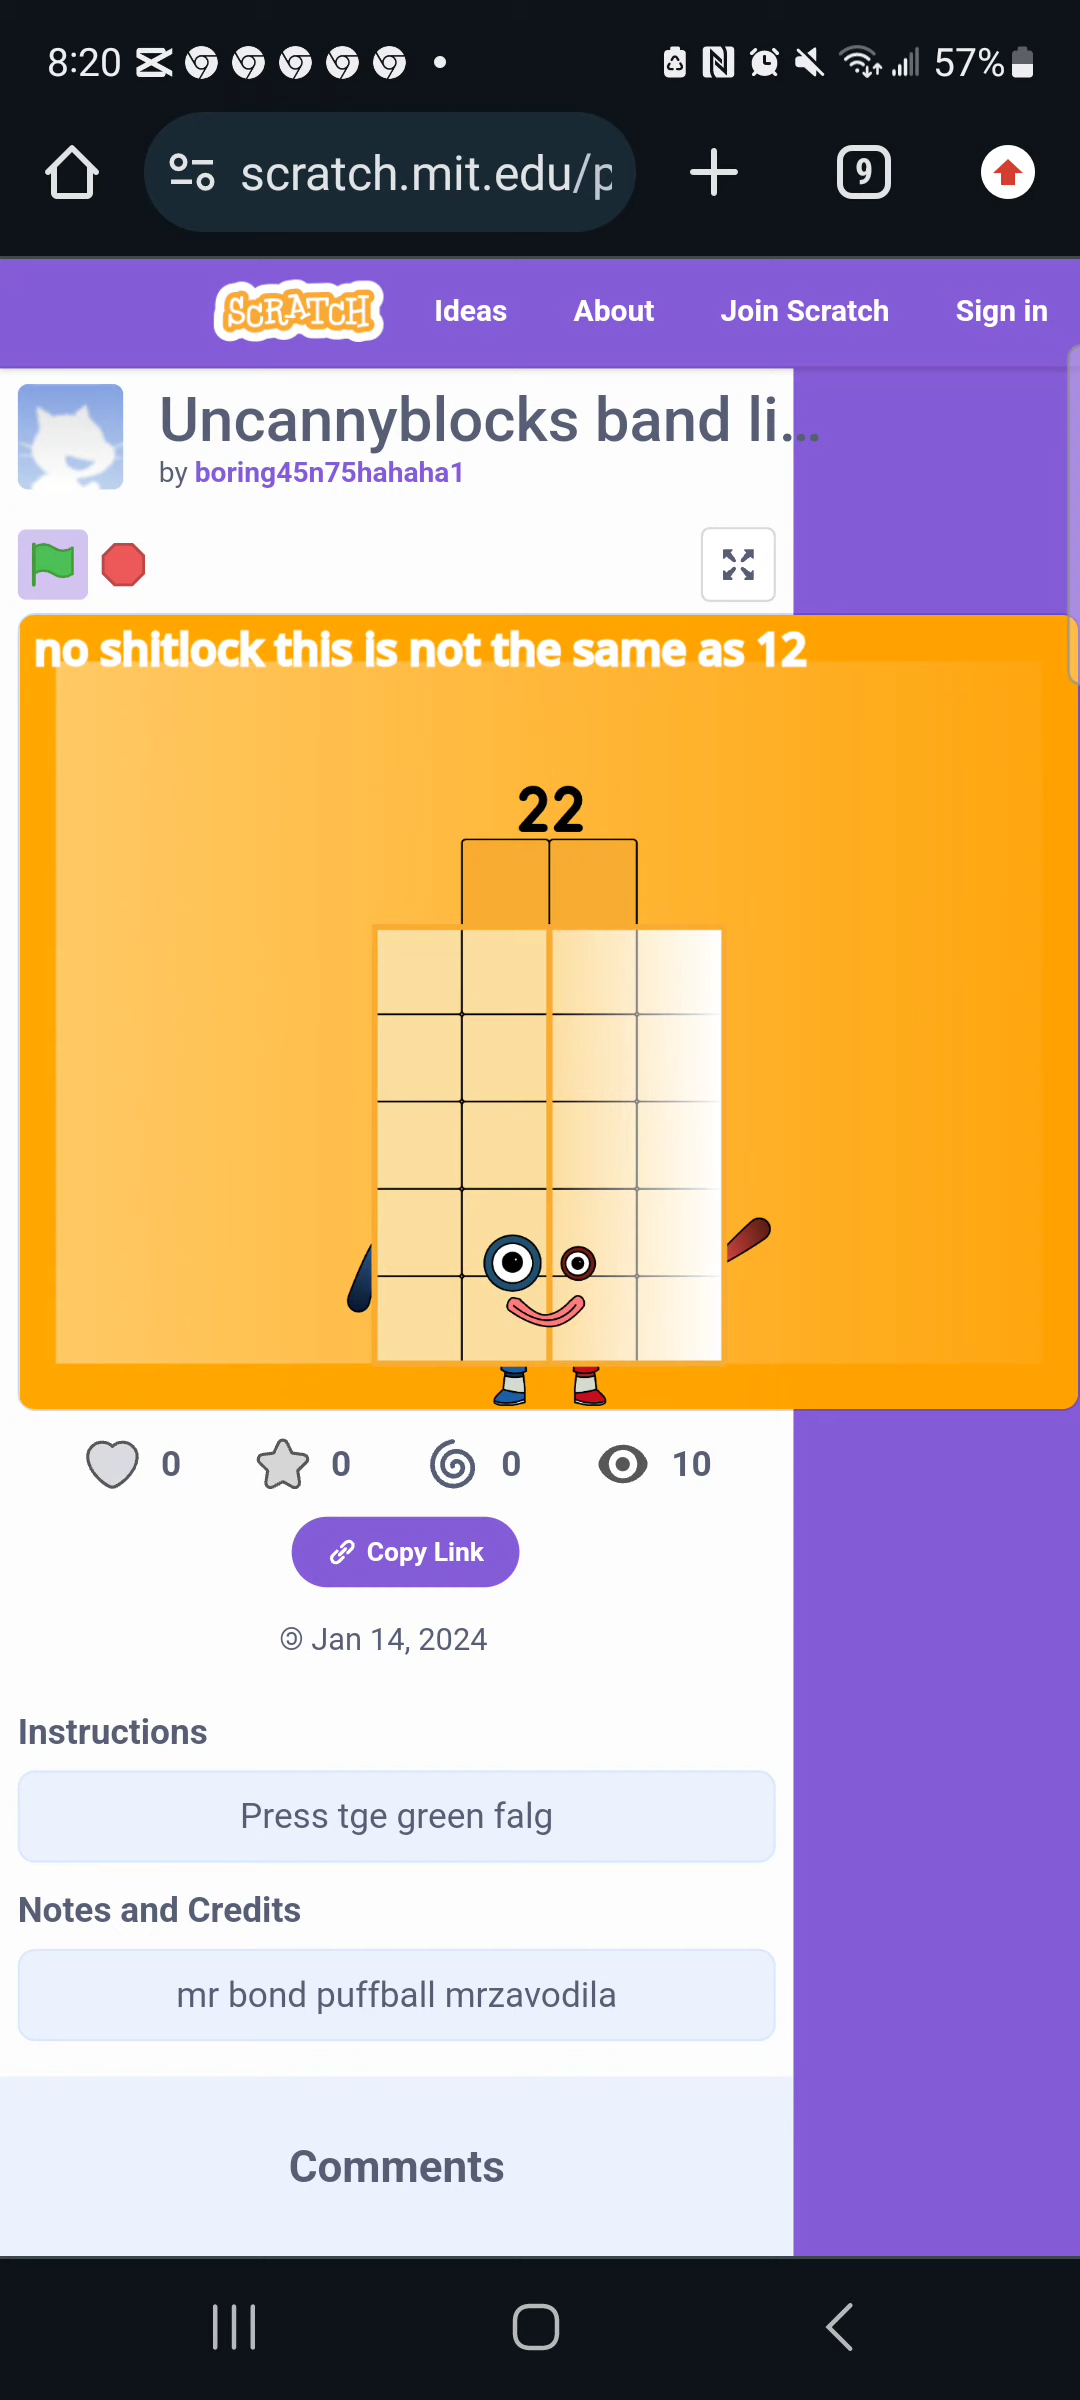 8:20
57%
scratch.mit.edu/p
9
SCRATCH
Ideas
About
Join Scratch
Sign in
Uncannyblocks band li...
by boring45n75hahaha1
no shitlock this is not the same as 12
22
0
0
0
10
Copy Link
Jan 14, 2024
Instructions
Press tge green falg
Notes and Credits
mr bond puffball mrzavodila
Comments